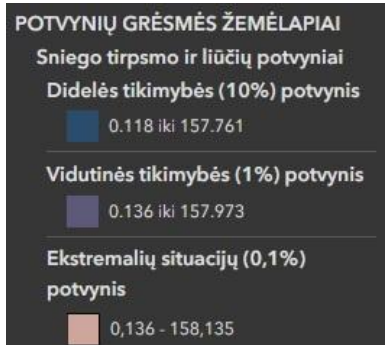 POTVYNIŲ GRĖSMĖS ŽEMĖLAPIAI
Sniego tirpsmo ir liūčių potvyniai
Didelės tikimybės (10%) potvynis
0.118 iki 157.761
Vidutinės tikimybės (1%) potvynis
0.136 iki 157.973
Ekstremalių situacijų (0,1%)
potvynis
0,136 - 158,135